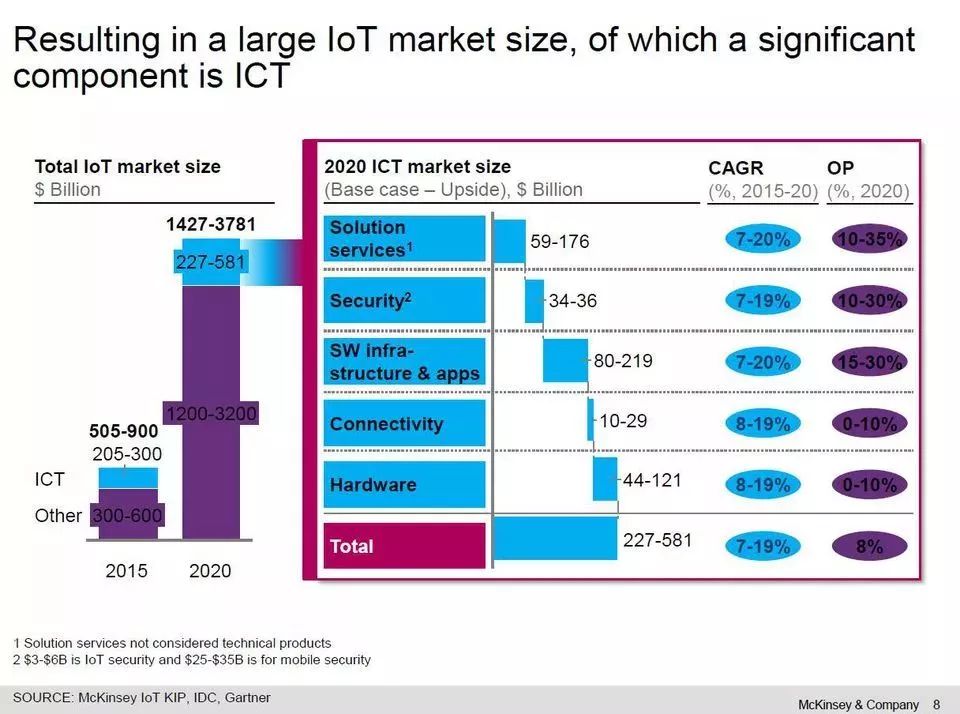 Resulting in a large IoT market size, of which a significant
component is ICT
Total IoT market size
$ Billion
1427-3781
227-581
1200-3200
505-900
205-300
ICT
Other
300-600
2015
2020
2020 ICT market size
(Base case – Upside), $ Billion
CAGR
(%, 2015-20)
OP
(%, 2020)
Solution
services¹
59-176
7-20%
10-35%
Security²
34-36
7-19%
10-30%
SW infra-
structure & apps
80-219
7-20%
15-30%
Connectivity
10-29
8-19%
0-10%
Hardware
44-121
8-19%
0-10%
Total
227-581
7-19%
8%
1 Solution services not considered technical products
2 $3-$6B is IoT security and $25-$35B is for mobile security
SOURCE: McKinsey IoT KIP, IDC, Gartner
McKinsey & Company 8